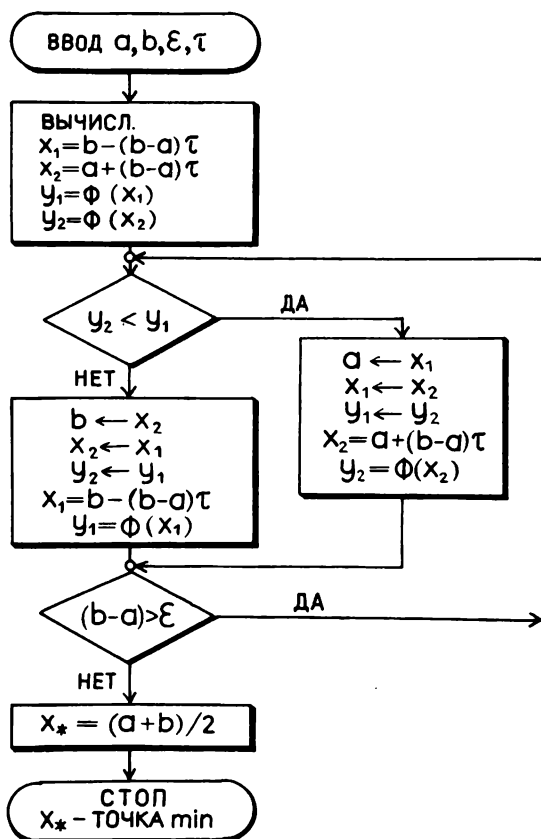 ВВОД a, b, ε, τ
ВЫЧИСЛ.
x₁=b−(b−a)τ
x₂=a+(b−a)τ
y₁=Φ(x₁)
y₂=Φ(x₂)
y₂ < y₁
ДА
НЕТ
a ← x₁
x₁ ← x₂
y₁ ← y₂
x₂=a+(b−a)τ
y₂=Φ(x₂)
b ← x₂
x₂ ← x₁
y₂ ← y₁
x₁=b−(b−a)τ
y₁=Φ(x₁)
(b−a)>ε
ДА
НЕТ
x* = (a+b)/2
СТОП
x* − ТОЧКА min